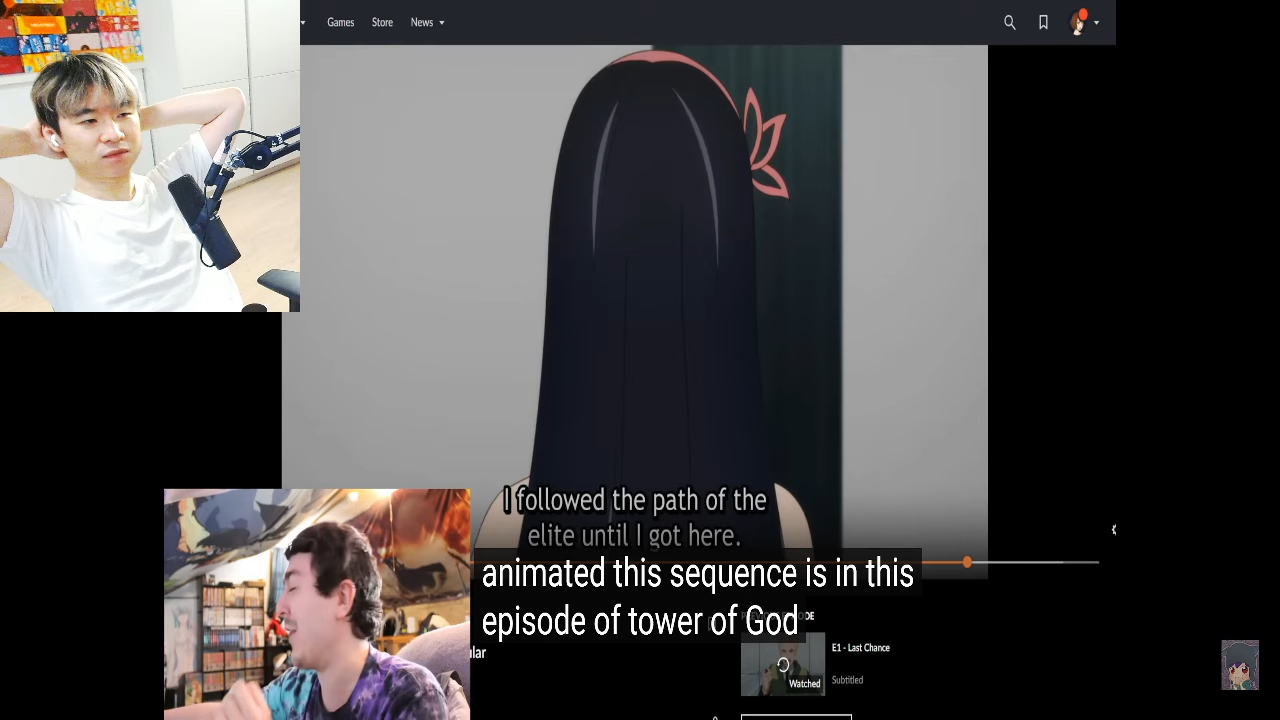 Games Store News
I followed the path of the
elite until I got here.
animated this sequence is in this
episode of tower of God
E1 - Last Chance
Watched
Subtitled